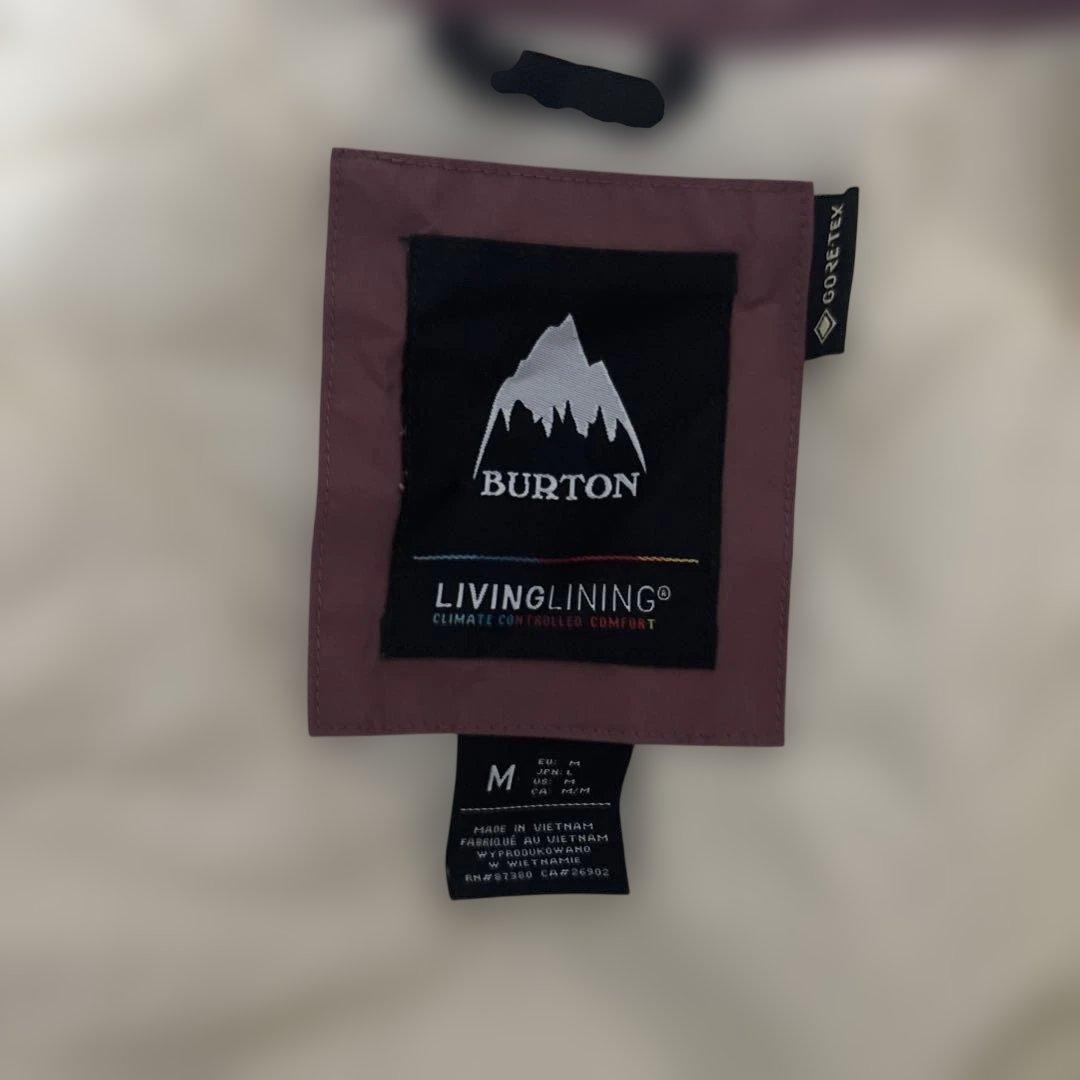 GORE-TEX
BURTON
LIVINGLINING®
CLIMATE CONTROLLED COMFORT
M
EU: M
JPN: L
US: M
CA: M/M
MADE IN VIETNAM
FABRIQUÉ AU VIETNAM
WYPRODUKOWANO
W WIETNAMIE
RN#87380 CA#26902